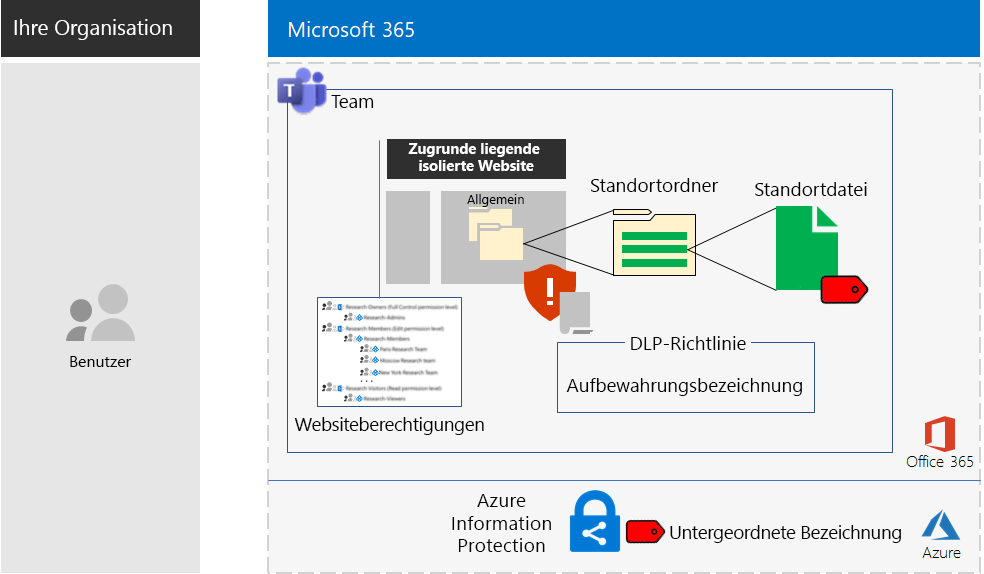 Ihre Organisation
Microsoft 365
T
Team
Zugrunde liegende
isolierte Website
Allgemein
Standortordner
Standortdatei
Benutzer
Research Owners (Full Control permission level)
Research-Admins
Research Members (Edit permission level)
Research-Members
Paris Research Team
Moscow Research team
New York Research Team
. . .
Research Visitors (Read permission level)
Research-Viewers
Websiteberechtigungen
DLP-Richtlinie
Aufbewahrungsbezeichnung
Office 365
Azure
Information
Protection
Untergeordnete Bezeichnung
Azure